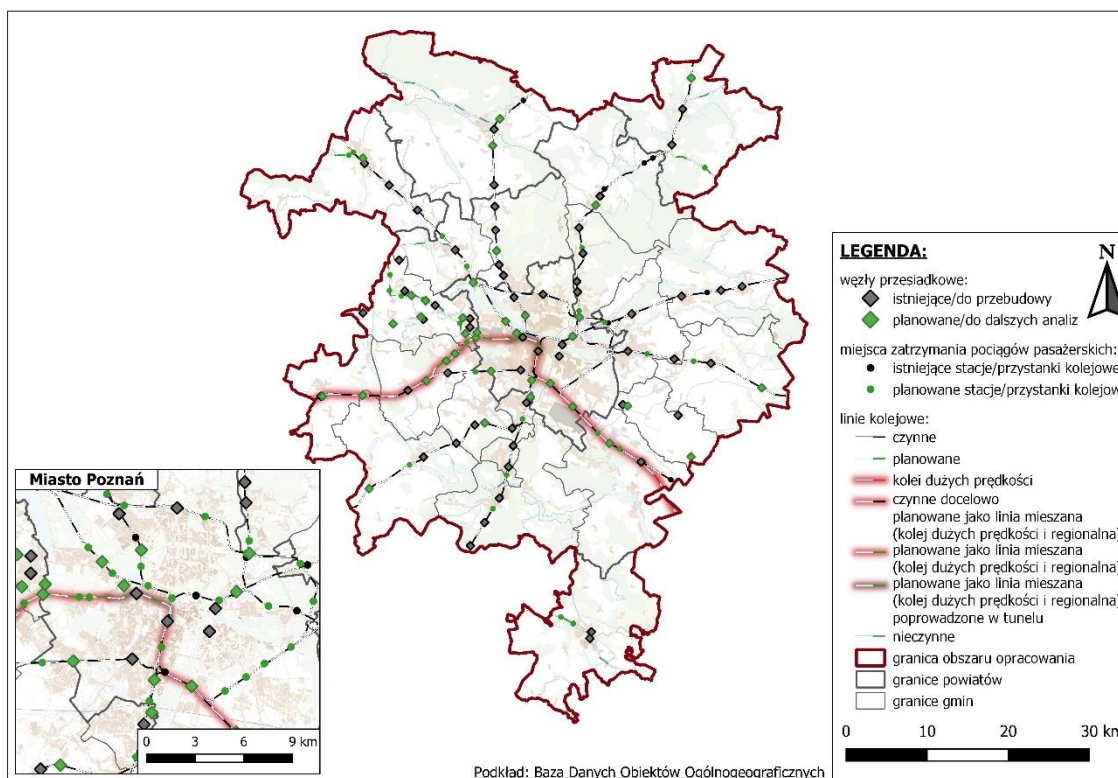 LEGENDA:
N
węzły przesiadkowe:
istniejące/do przebudowy
planowane/do dalszych analiz
miejsca zatrzymania pociągów pasażerskich:
istniejące stacje/przystanki kolejowe
planowane stacje/przystanki kolejow
linie kolejowe:
czynne
planowane
kolei dużych prędkości
czynne docelowo
planowane jako linia mieszana
(kolej dużych prędkości i regionalna)
planowane jako linia mieszana
(kolej dużych prędkości i regionalna)
planowane jako linia mieszana
(kolej dużych prędkości i regionalna)
poprowadzone w tunelu
nieczynne
granica obszaru opracowania
granice powiatów
granice gmin
0 10 20 30 km
Miasto Poznań
0 3 6 9 km
Podkład: Baza Danych Obiektów Ogólnogeograficznych